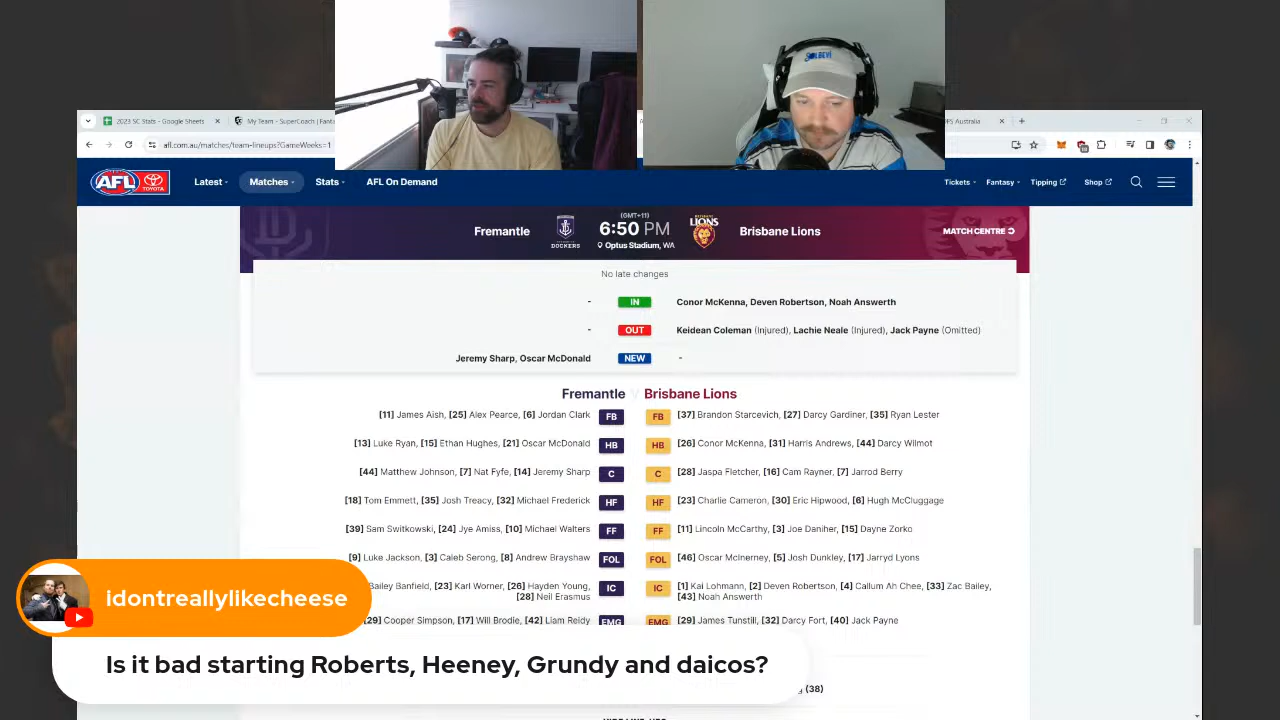 SOLBEVI
2023 SC Stats - Google Sheets
My Team - SuperCoach | Fanta
PS Australia
afl.com.au/matches/team-lineups?GameWeeks=1
AFL
TOYOTA
Latest
Matches
Stats
AFL On Demand
Tickets
Fantasy
Tipping
Shop
Fremantle
DOCKERS
(GMT+11)
6:50 PM
Optus Stadium, WA
LIONS
Brisbane Lions
MATCH CENTRE
No late changes
- IN Conor McKenna, Deven Robertson, Noah Answerth
- OUT Keidean Coleman (Injured), Lachie Neale (Injured), Jack Payne (Omitted)
Jeremy Sharp, Oscar McDonald NEW -
Fremantle V Brisbane Lions
[11] James Aish, [25] Alex Pearce, [6] Jordan Clark FB FB [37] Brandon Starcevich, [27] Darcy Gardiner, [35] Ryan Lester
[13] Luke Ryan, [15] Ethan Hughes, [21] Oscar McDonald HB HB [26] Conor McKenna, [31] Harris Andrews, [44] Darcy Wilmot
[44] Matthew Johnson, [7] Nat Fyfe, [14] Jeremy Sharp C C [28] Jaspa Fletcher, [16] Cam Rayner, [7] Jarrod Berry
[18] Tom Emmett, [35] Josh Treacy, [32] Michael Frederick HF HF [23] Charlie Cameron, [30] Eric Hipwood, [6] Hugh McCluggage
[39] Sam Switkowski, [24] Jye Amiss, [10] Michael Walters FF FF [11] Lincoln McCarthy, [3] Joe Daniher, [15] Dayne Zorko
[9] Luke Jackson, [3] Caleb Serong, [8] Andrew Brayshaw FOL FOL [46] Oscar McInerney, [5] Josh Dunkley, [17] Jarryd Lyons
Bailey Banfield, [23] Karl Worner, [26] Hayden Young, IC IC [1] Kai Lohmann, [2] Deven Robertson, [4] Callum Ah Chee, [33] Zac Bailey,
[28] Neil Erasmus [43] Noah Answerth
[29] Cooper Simpson, [17] Will Brodie, [42] Liam Reidy EMG EMG [29] James Tunstill, [32] Darcy Fort, [40] Jack Payne
idontreallylikecheese
Is it bad starting Roberts, Heeney, Grundy and daicos?
(38)